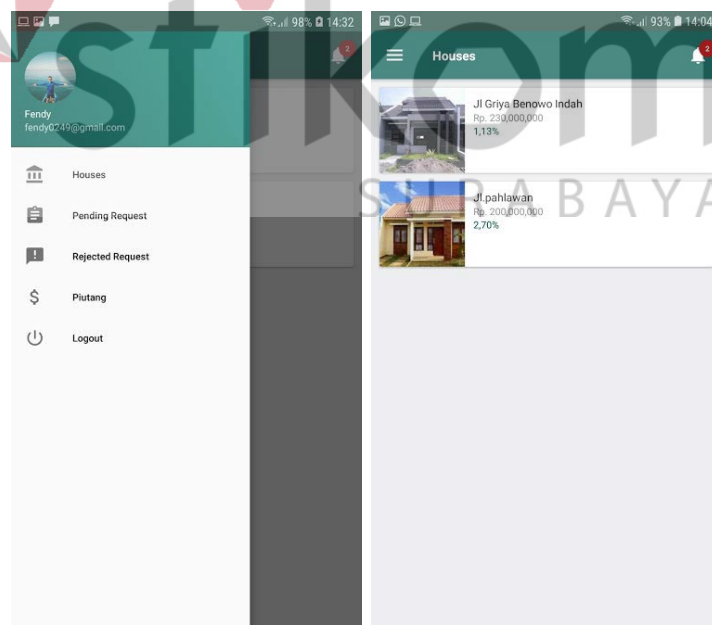 98% 14:32
2
Fendy
fendy0249@gmail.com
Houses
Pending Request
Rejected Request
Piutang
Logout
93% 14:04
Houses
2
Jl Griya Benowo Indah
Rp. 230,000,000
1,13%
Jl.pahlawan
Rp. 200,000,000
2,70%
stikom
SURABAYA